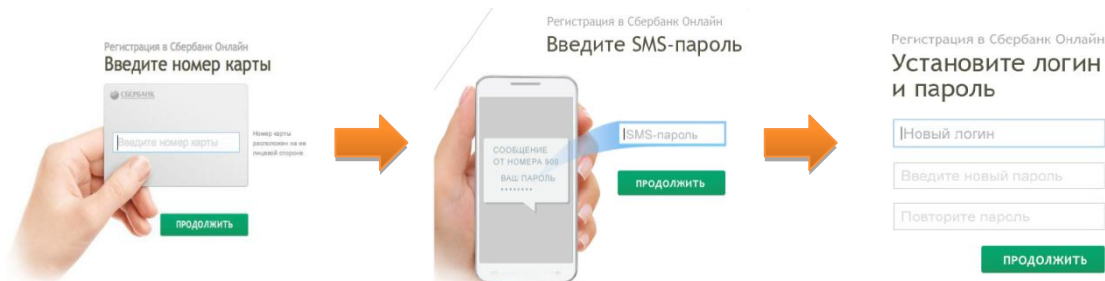 Регистрация в Сбербанк Онлайн
Введите номер карты
СБЕРБАНК
Введите номер карты
Номер карты
расположен на ее
лицевой стороне.
ПРОДОЛЖИТЬ
Регистрация в Сбербанк Онлайн
Введите SMS-пароль
SMS-пароль
СООБЩЕНИЕ
ОТ НОМЕРА 900
ВАШ ПАРОЛЬ
********
ПРОДОЛЖИТЬ
Регистрация в Сбербанк Онлайн
Установите логин
и пароль
Новый логин
Введите новый пароль
Повторите пароль
ПРОДОЛЖИТЬ